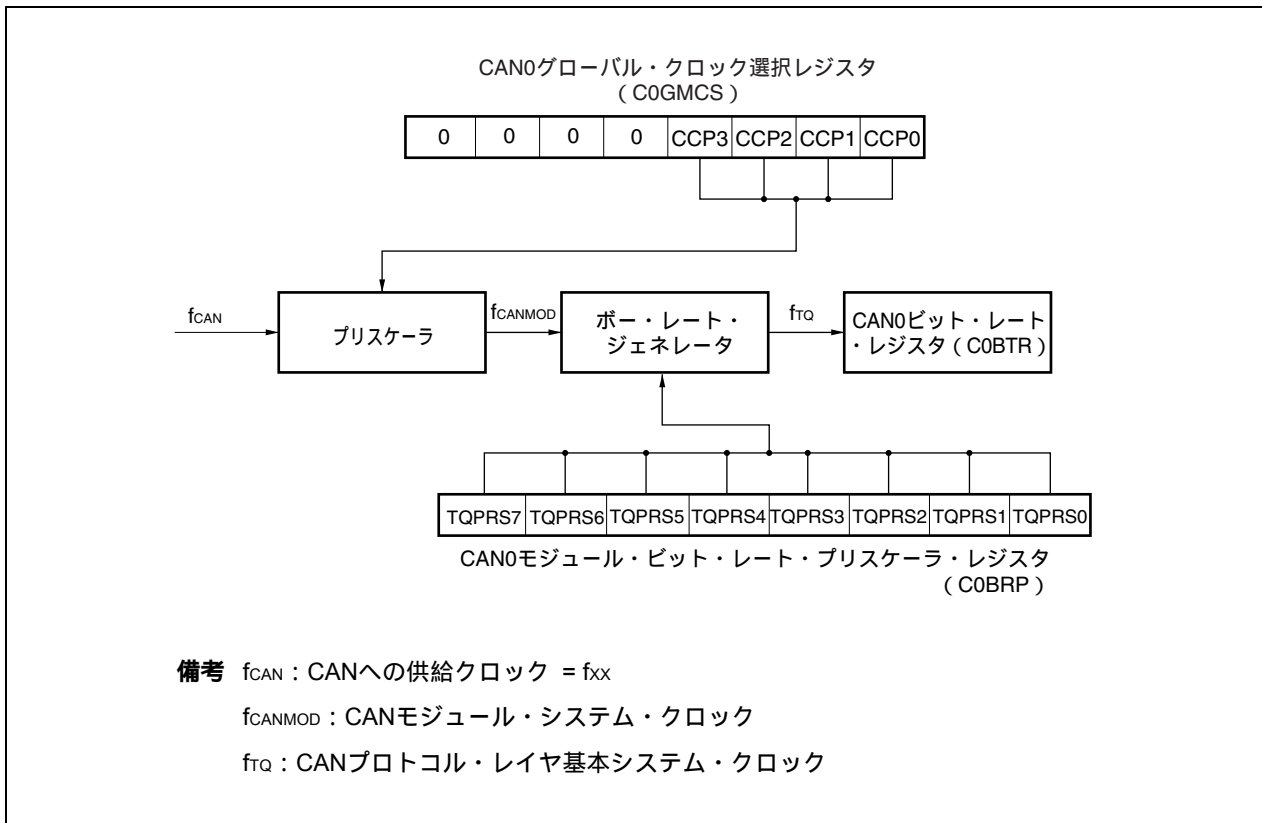 CAN0グローバル・クロック選択レジスタ
（C0GMCS）
0 0 0 0 CCP3 CCP2 CCP1 CCP0
fCAN
プリスケーラ
fCANMOD
ボー・レート・
ジェネレータ
fTQ
CAN0ビット・レート
・レジスタ（C0BTR）
TQPRS7 TQPRS6 TQPRS5 TQPRS4 TQPRS3 TQPRS2 TQPRS1 TQPRS0
CAN0モジュール・ビット・レート・プリスケーラ・レジスタ
（C0BRP）
備考 fCAN：CANへの供給クロック = fXX
fCANMOD：CANモジュール・システム・クロック
fTQ：CANプロトコル・レイヤ基本システム・クロック